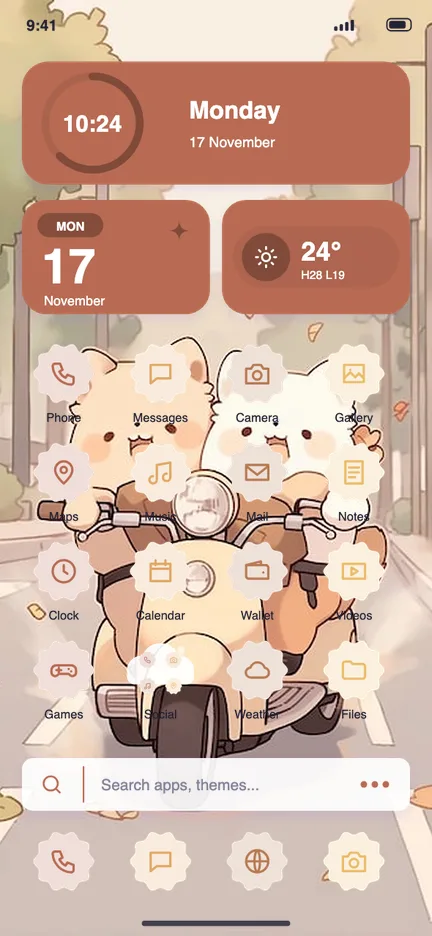 9:41
10:24
Monday
17 November
MON
17
November
24°
H28 L19
Phone
Messages
Camera
Gallery
Maps
Music
Mail
Notes
Clock
Calendar
Wallet
Videos
Games
Social
Weather
Files
Search apps, themes...